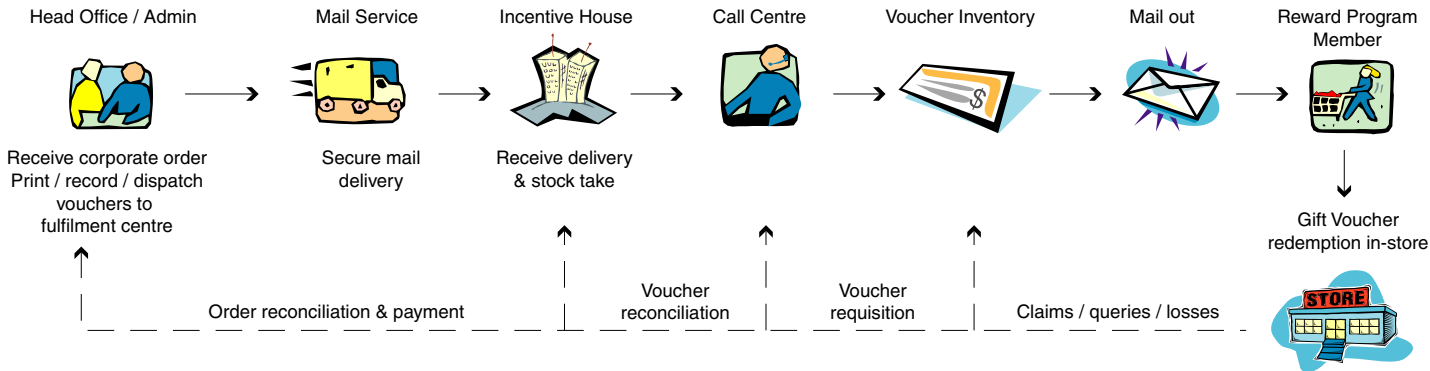 Head Office / Admin
Mail Service
Incentive House
Call Centre
Voucher Inventory
Mail out
Reward Program
Member
$
Receive corporate order
Print / record / dispatch
vouchers to
fulfilment centre
Secure mail
delivery
Receive delivery
& stock take
Gift Voucher
redemption in-store
Order reconciliation & payment
Voucher
reconciliation
Voucher
requisition
Claims / queries / losses
STORE